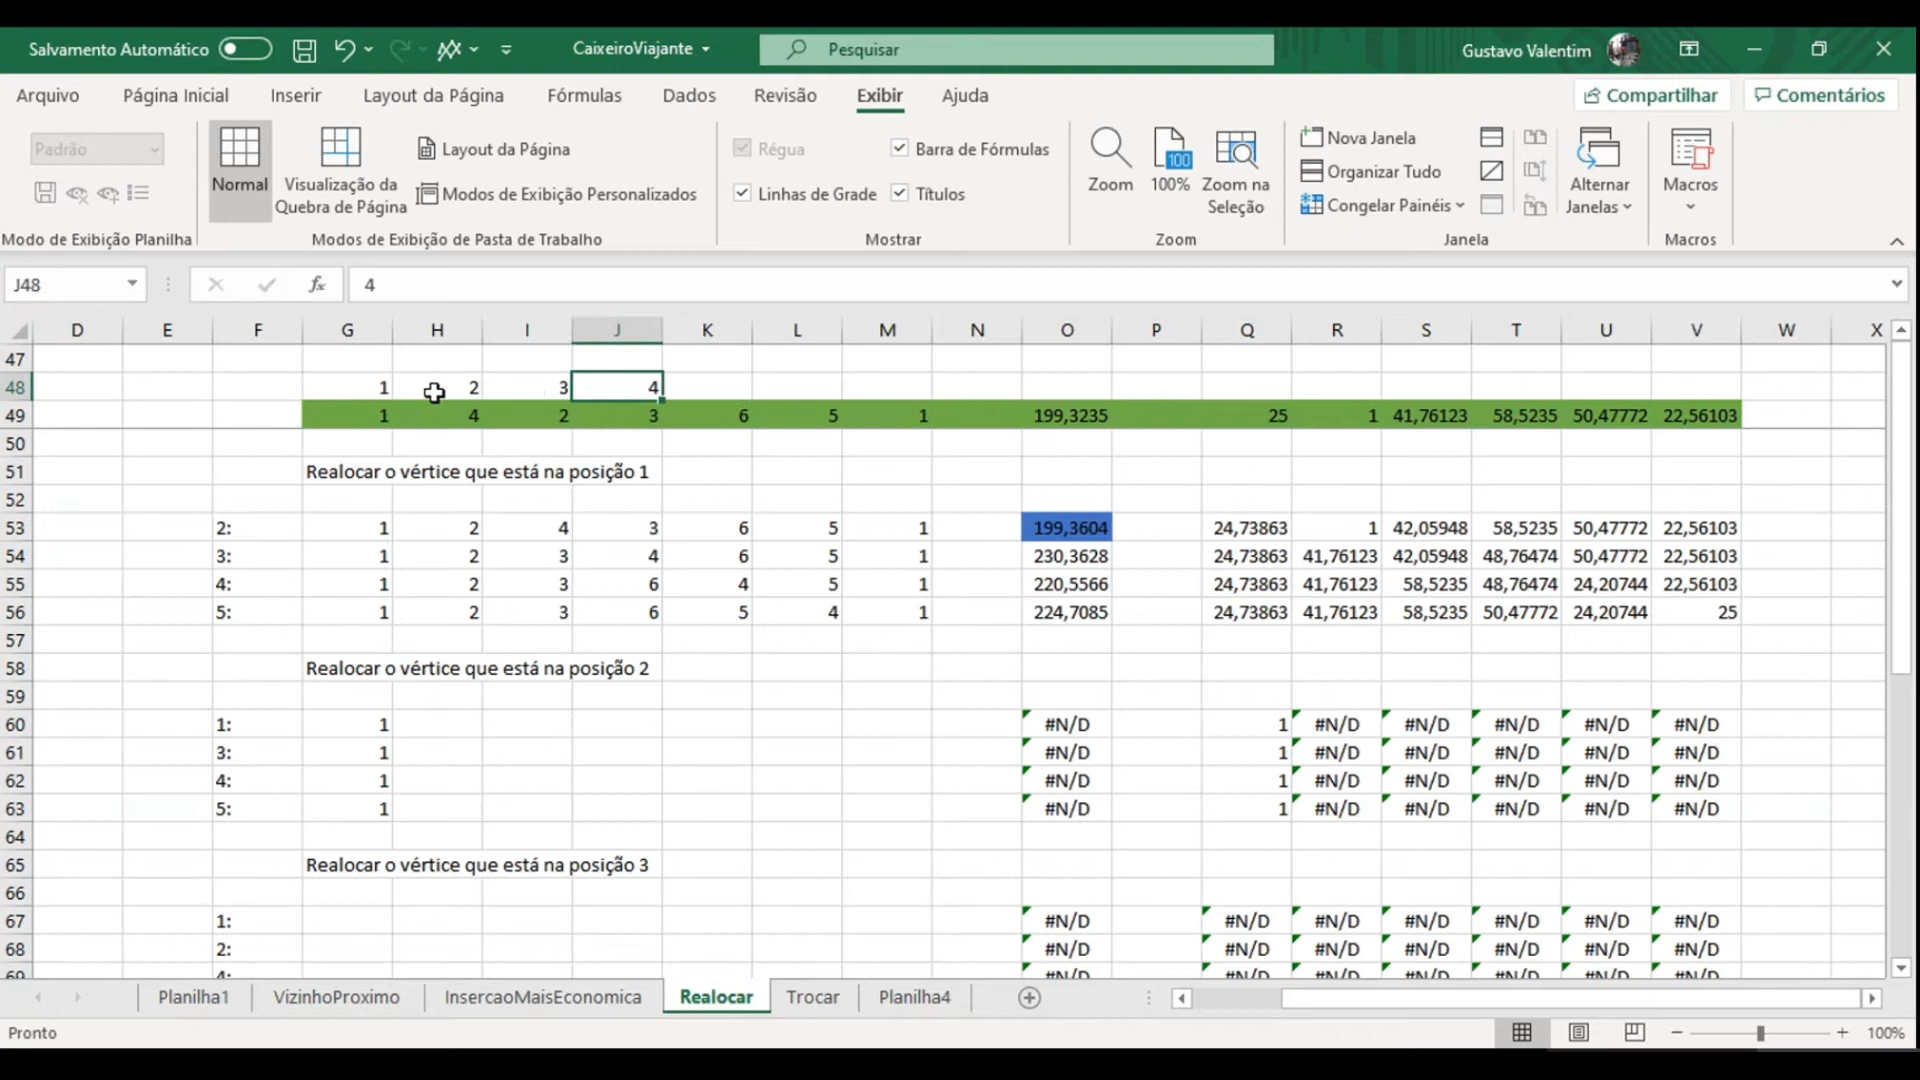 Salvamento Automático CaixeiroViajante Pesquisar Gustavo Valentim
Arquivo Página Inicial Inserir Layout da Página Fórmulas Dados Revisão Exibir Ajuda Compartilhar Comentários
Padrão
Normal
Visualização da
Quebra de Página
Layout da Página
Modos de Exibição Personalizados
Régua
Barra de Fórmulas
Linhas de Grade
Títulos
Zoom
100
100%
Zoom na
Seleção
Nova Janela
Organizar Tudo
Congelar Painéis
Alternar
Janelas
Macros
Modo de Exibição Planilha Modos de Exibição de Pasta de Trabalho Mostrar Zoom Janela Macros
J48 fx 4
D E F G H I J K L M N O P Q R S T U V W X
47
48 1 2 3 4
49 1 4 2 3 6 5 1 199,3235 25 1 41,76123 58,5235 50,47772 22,56103
50
51 Realocar o vértice que está na posição 1
52
53 2: 1 2 4 3 6 5 1 199,3604 24,73863 1 42,05948 58,5235 50,47772 22,56103
54 3: 1 2 3 4 6 5 1 230,3628 24,73863 41,76123 42,05948 48,76474 50,47772 22,56103
55 4: 1 2 3 6 4 5 1 220,5566 24,73863 41,76123 58,5235 48,76474 24,20744 22,56103
56 5: 1 2 3 6 5 4 1 224,7085 24,73863 41,76123 58,5235 50,47772 24,20744 25
57
58 Realocar o vértice que está na posição 2
59
60 1: 1 #N/D 1 #N/D #N/D #N/D #N/D #N/D
61 3: 1 #N/D 1 #N/D #N/D #N/D #N/D #N/D
62 4: 1 #N/D 1 #N/D #N/D #N/D #N/D #N/D
63 5: 1 #N/D 1 #N/D #N/D #N/D #N/D #N/D
64
65 Realocar o vértice que está na posição 3
66
67 1: #N/D #N/D #N/D #N/D #N/D #N/D #N/D
68 2: #N/D #N/D #N/D #N/D #N/D #N/D #N/D
69 4: #N/D #N/D #N/D #N/D #N/D #N/D #N/D
Planilha1 VizinhoProximo InsercaoMaisEconomica Realocar Trocar Planilha4
Pronto 100%